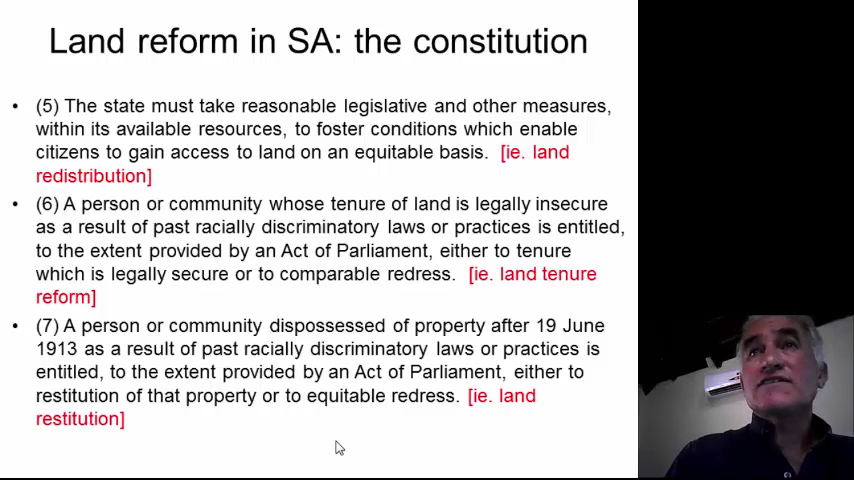 Land reform in SA: the constitution
• (5) The state must take reasonable legislative and other measures,
within its available resources, to foster conditions which enable
citizens to gain access to land on an equitable basis. [ie. land
redistribution]
• (6) A person or community whose tenure of land is legally insecure
as a result of past racially discriminatory laws or practices is entitled,
to the extent provided by an Act of Parliament, either to tenure
which is legally secure or to comparable redress. [ie. land tenure
reform]
• (7) A person or community dispossessed of property after 19 June
1913 as a result of past racially discriminatory laws or practices is
entitled, to the extent provided by an Act of Parliament, either to
restitution of that property or to equitable redress. [ie. land
restitution]